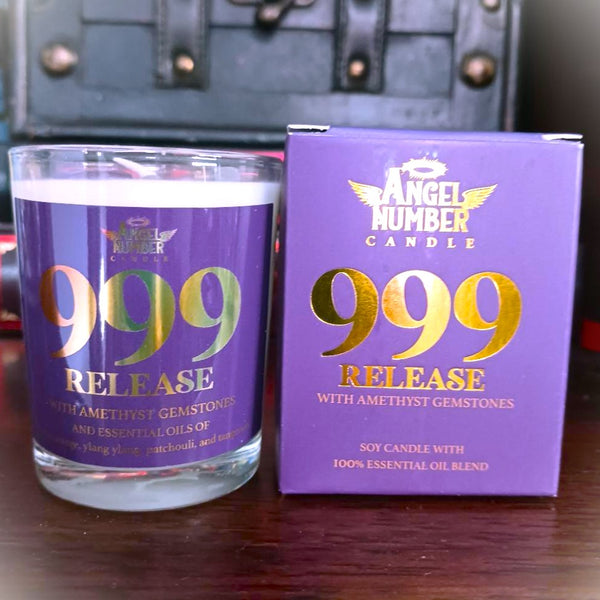 ANGEL
NUMBER
CANDLE
999
RELEASE
WITH AMETHYST GEMSTONES
AND ESSENTIAL OILS OF
ylang ylang, patchouli, and
ANGEL
NUMBER
CANDLE
999
RELEASE
WITH AMETHYST GEMSTONES
SOY CANDLE WITH
100% ESSENTIAL OIL BLEND